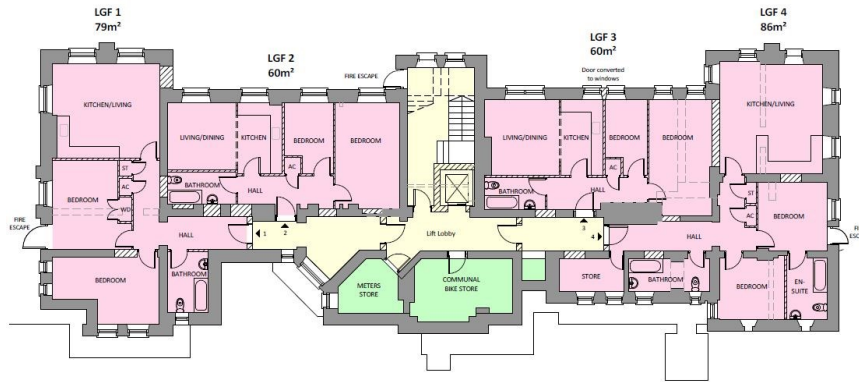 LGF 1
79m²
LGF 2
60m²
LGF 3
60m²
LGF 4
86m²
FIRE ESCAPE
Door converted
to windows
KITCHEN/LIVING
LIVING/DINING
KITCHEN
BEDROOM
BEDROOM
LIVING/DINING
KITCHEN
BEDROOM
BEDROOM
KITCHEN/LIVING
ST
AC
WD
BEDROOM
BATHROOM
AC
HALL
BATHROOM
AC
HALL
ST
AC
BEDROOM
FIRE
ESCAPE
HALL
1
2
Lift Lobby
3
4
HALL
FIRE
ESC
BEDROOM
BATHROOM
METERS
STORE
COMMUNAL
BIKE STORE
STORE
BATHROOM
BEDROOM
EN-
SUITE